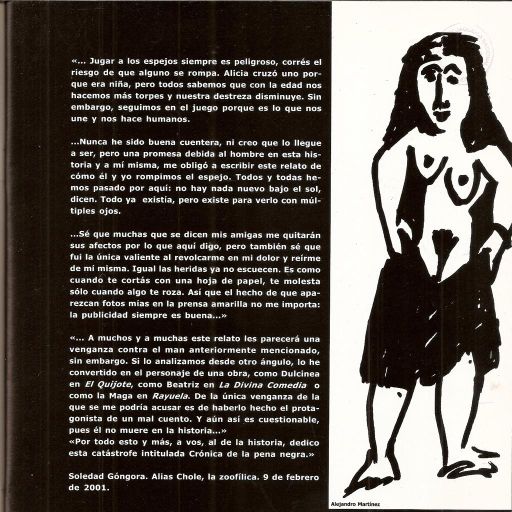 «... Jugar a los espejos siempre es peligroso, corrés el
riesgo de que alguno se rompa. Alicia cruzó uno por-
que era niña, pero todos sabemos que con la edad nos
hacemos más torpes y nuestra destreza disminuye. Sin
embargo, seguimos en el juego porque es lo que nos
une y nos hace humanos.
...Nunca he sido buena cuentera, ni creo que lo llegue
a ser, pero una promesa debida al hombre en esta his-
toria y a mí misma, me obligó a escribir este relato de
cómo él y yo rompimos el espejo. Todos y todas he-
mos pasado por aquí: no hay nada nuevo bajo el sol,
dicen. Todo ya existía, pero existe para verlo con múl-
tiples ojos.
...Sé que muchas que se dicen mis amigas me quitarán
sus afectos por lo que aquí digo, pero también sé que
fui la única valiente al revolcarme en mi dolor y reírme
de mí misma. Igual las heridas ya no escuecen. Es como
cuando te cortás con una hoja de papel, te molesta
sólo cuando algo te roza. Así que el hecho de que apa-
rezcan fotos mías en la prensa amarilla no me importa:
la publicidad siempre es buena...»
«... A muchos y a muchas este relato les parecerá una
venganza contra el man anteriormente mencionado,
sin embargo. Si lo analizamos desde otro ángulo, lo he
convertido en el personaje de una obra, como Dulcinea
en El Quijote, como Beatriz en La Divina Comedia o
como la Maga en Rayuela. De la única venganza de la
que se me podría acusar es de haberlo hecho el prota-
gonista de un mal cuento. Y aún así es cuestionable,
pues él no muere en la historia...»
«Por todo esto y más, a vos, al de la historia, dedico
esta catástrofe intitulada Crónica de la pena negra.»
Soledad Góngora. Alias Chole, la zoofílica. 9 de febrero
de 2001.
Alejandro Martínez